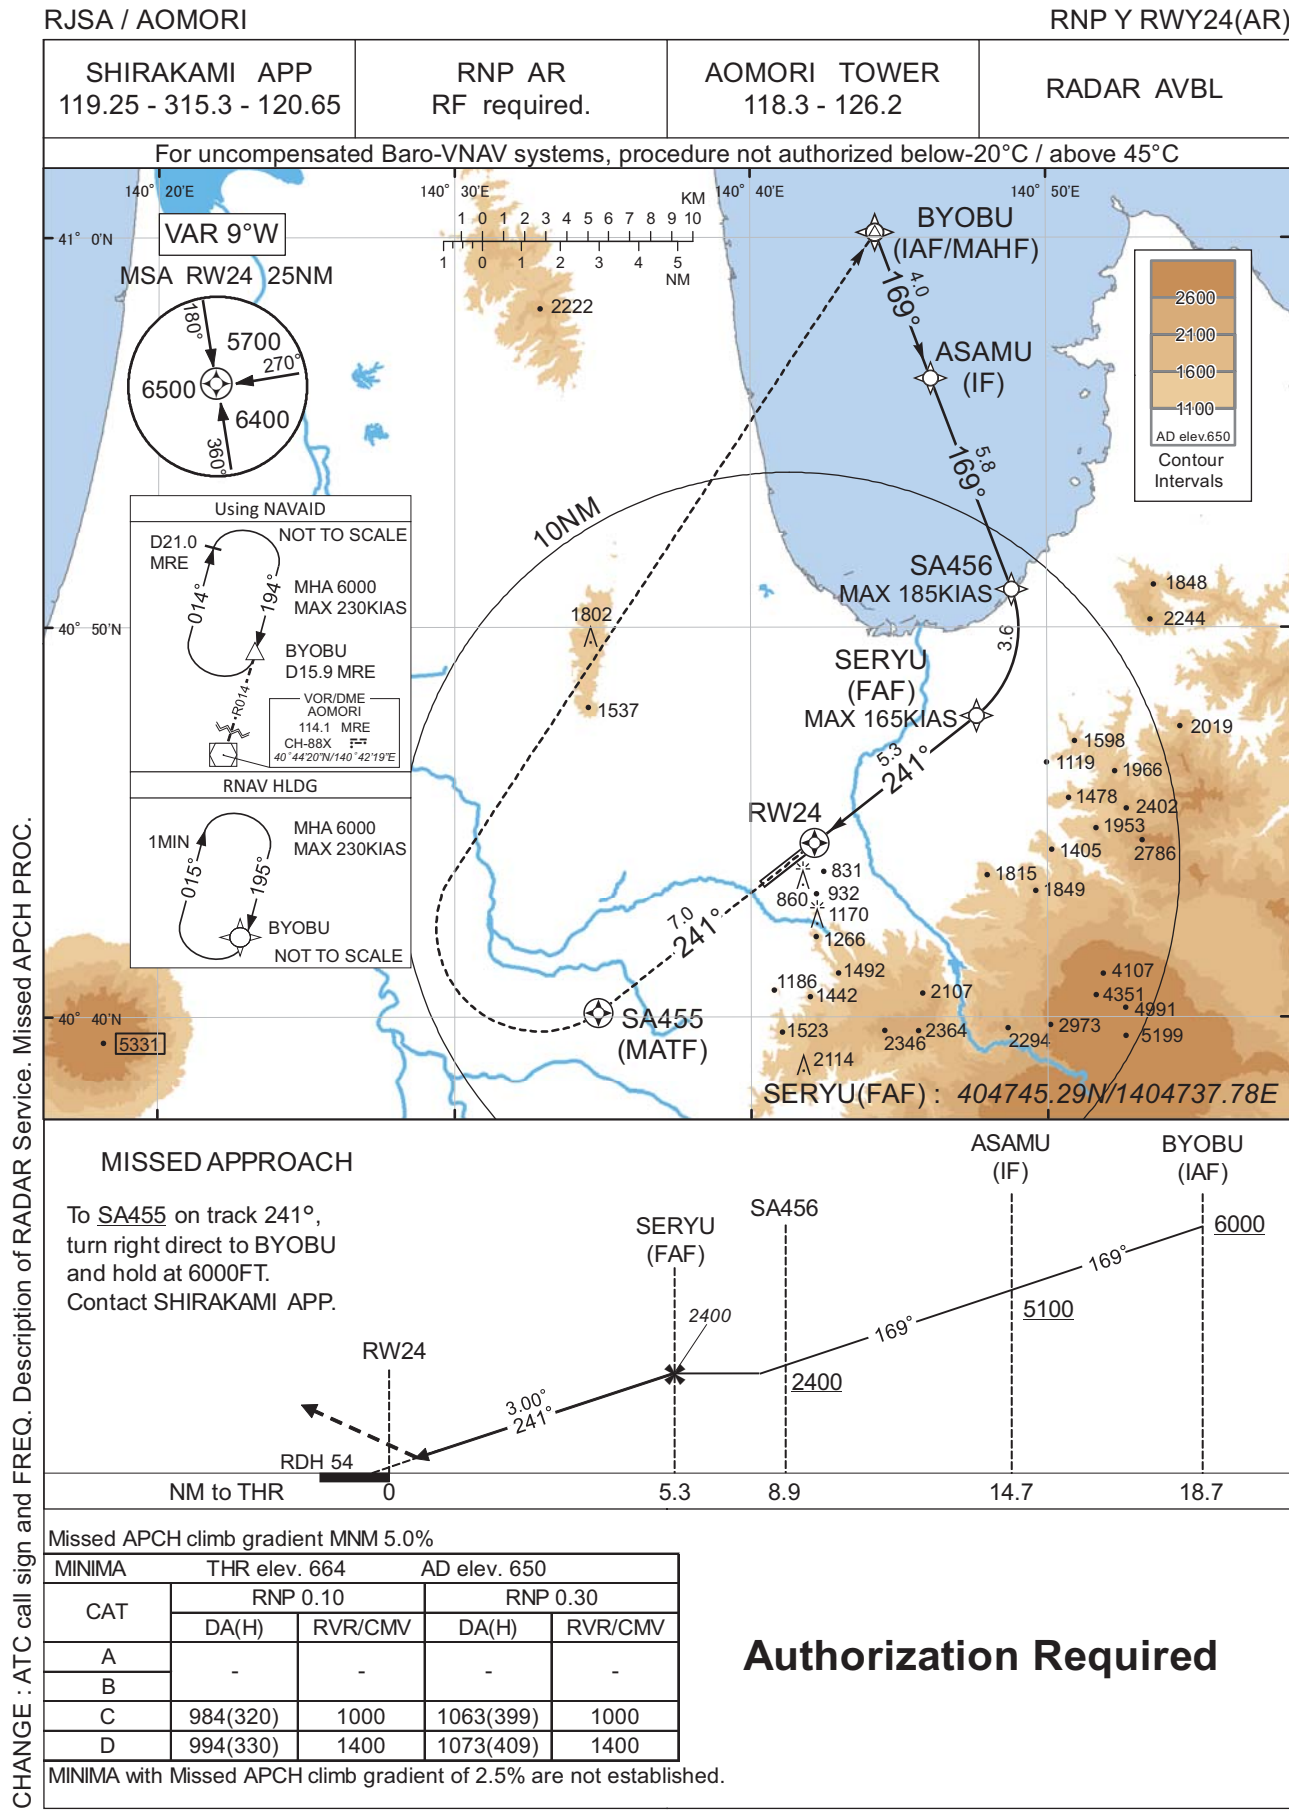 RJSA / AOMORI
RNP Y RWY24(AR)
SHIRAKAMI APP
119.25 - 315.3 - 120.65
RNP AR
RF required.
AOMORI TOWER
118.3 - 126.2
RADAR AVBL
For uncompensated Baro-VNAV systems, procedure not authorized below-20°C / above 45°C
140° 20'E
140° 30'E
140° 40'E
140° 50'E
41° 0'N
40° 50'N
40° 40'N
VAR 9°W
MSA RW24 25NM
180°
5700
270°
6500
6400
360°
KM
1 0 1 2 3 4 5 6 7 8 9 10
1 0 1 2 3 4 5
NM
2222
BYOBU
(IAF/MAHF)
4.0
169°
ASAMU
(IF)
5.8
169°
2600
2100
1600
1100
AD elev.650
Contour
Intervals
10NM
Using NAVAID
NOT TO SCALE
D21.0
MRE
014°
194°
MHA 6000
MAX 230KIAS
BYOBU
D15.9 MRE
R014
VOR/DME
AOMORI
114.1 MRE
CH-88X
40°44'20"N/140°42'19"E
RNAV HLDG
1MIN
015°
195°
MHA 6000
MAX 230KIAS
BYOBU
NOT TO SCALE
SA456
MAX 185KIAS
3.6
1848
2244
1802
1537
SERYU
(FAF)
MAX 165KIAS
5.3
241°
RW24
2019
1598
1119
1966
1478
2402
1953
1405
2786
1815
1849
831
860
932
1170
1266
7.0
241°
1492
1186
1442
2107
4107
4351
4991
1523
2346
2364
2294
2973
5199
2114
SA455
(MATF)
5331
SERYU(FAF) : 404745.29N/1404737.78E
MISSED APPROACH
To SA455 on track 241°,
turn right direct to BYOBU
and hold at 6000FT.
Contact SHIRAKAMI APP.
ASAMU
(IF)
BYOBU
(IAF)
SA456
SERYU
(FAF)
6000
169°
5100
169°
2400
2400
RW24
3.00°
241°
RDH 54
NM to THR 0 5.3 8.9 14.7 18.7
Missed APCH climb gradient MNM 5.0%
MINIMA THR elev. 664 AD elev. 650
CAT RNP 0.10 RNP 0.30
DA(H) RVR/CMV DA(H) RVR/CMV
A
B
- - - -
C 984(320) 1000 1063(399) 1000
D 994(330) 1400 1073(409) 1400
MINIMA with Missed APCH climb gradient of 2.5% are not established.
Authorization Required
CHANGE : ATC call sign and FREQ. Description of RADAR Service. Missed APCH PROC.